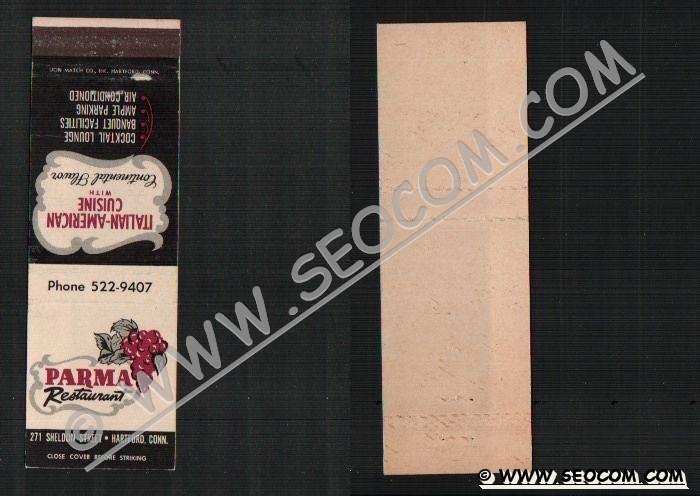 JON MATCH CO., INC. HARTFORD, CONN.
ITALIAN-AMERICAN
CUISINE
WITH
Continental Flavor
COCKTAIL LOUNGE
BANQUET FACILITIES
AMPLE PARKING
AIR CONDITIONED
Phone 522-9407
PARMA
Restaurant
271 SHELDON STREET • HARTFORD, CONN.
CLOSE COVER BEFORE STRIKING
© WWW.SEOCOM.COM
© WWW.SEOCOM.COM